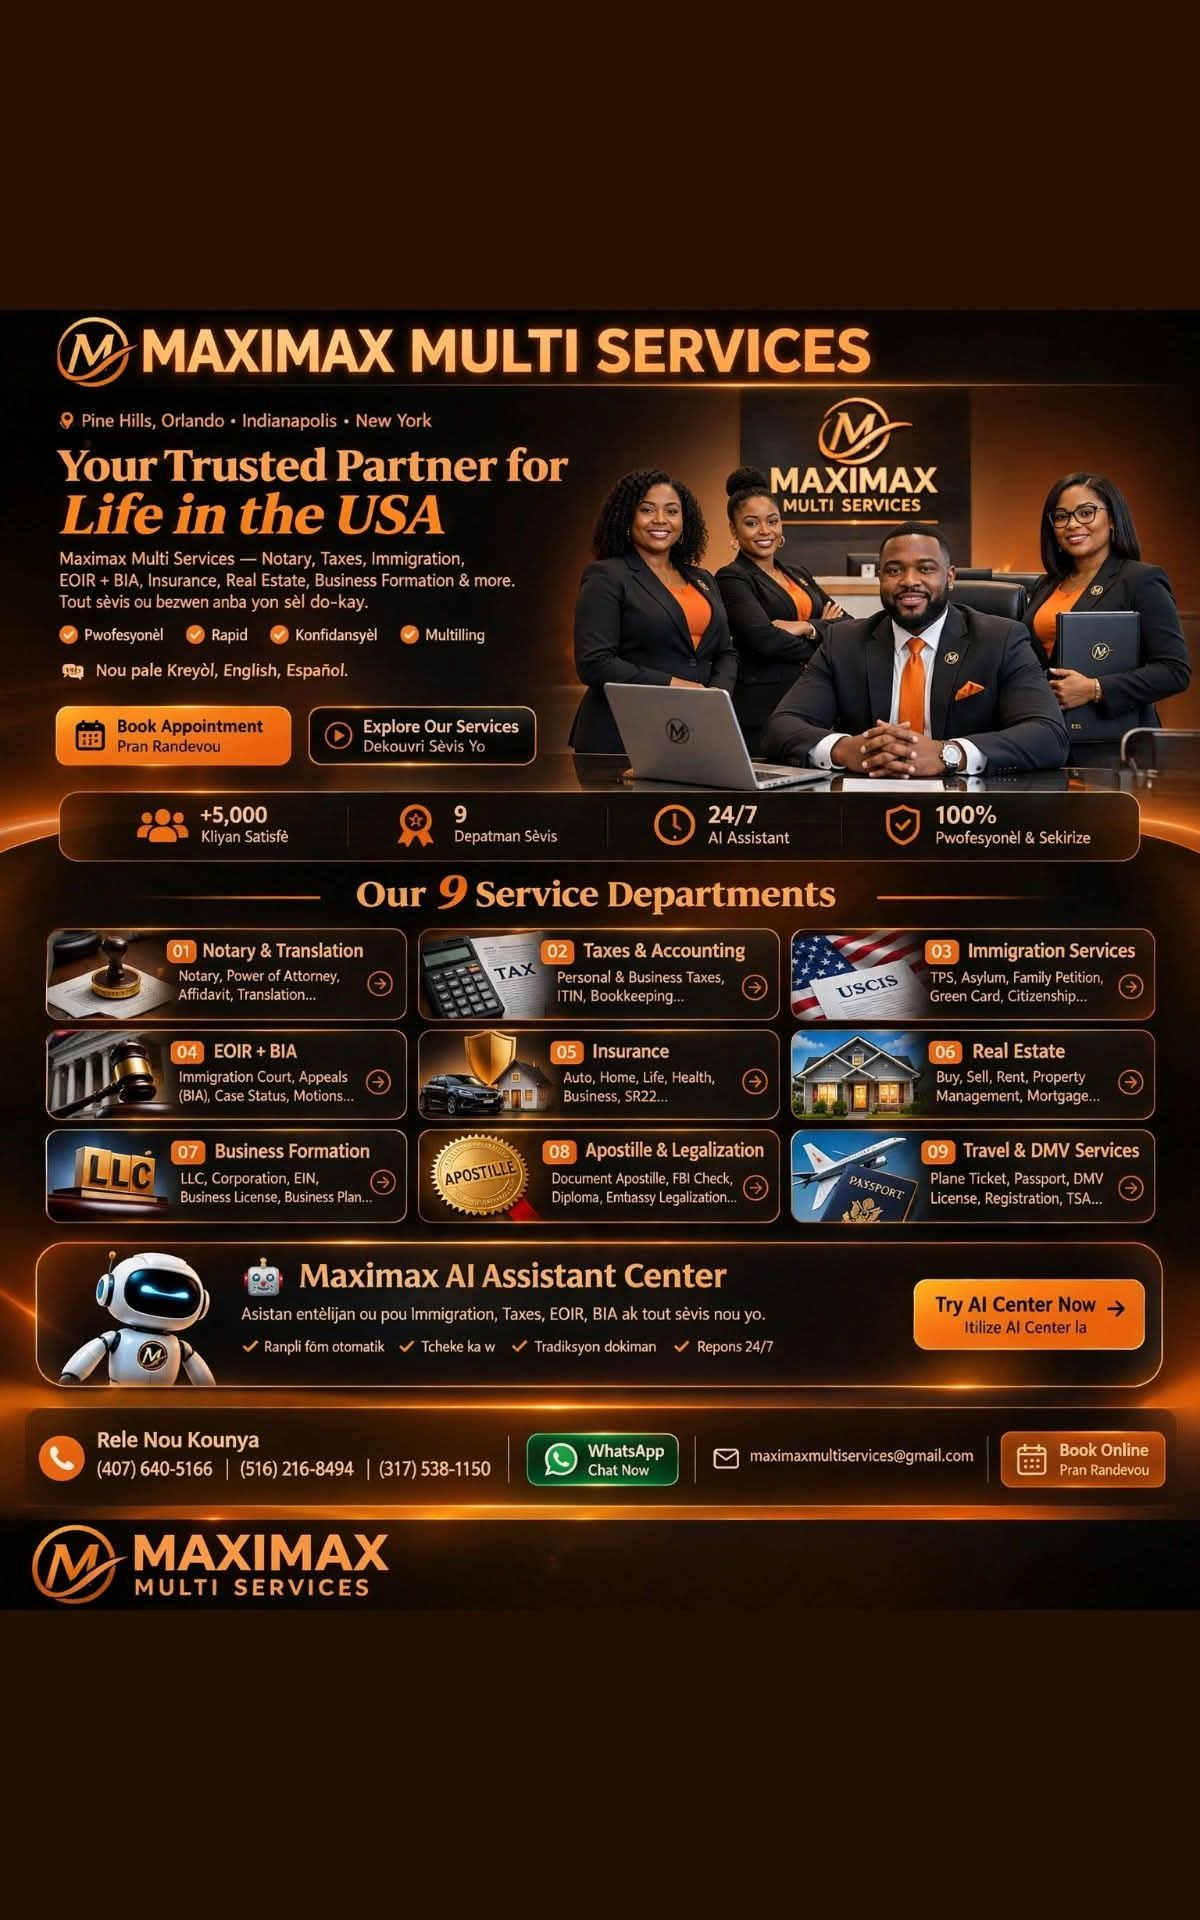 M MAXIMAX MULTI SERVICES
Pine Hills, Orlando • Indianapolis • New York
Your Trusted Partner for
Life in the USA
Maximax Multi Services — Notary, Taxes, Immigration,
EOIR + BIA, Insurance, Real Estate, Business Formation & more.
Tout sèvis ou bezwen anba yon sèl do-kay.
Pwofesyonèl Rapid Konfidansyèl Multilling
Nou pale Kreyòl, English, Español.
Book Appointment
Pran Randevou
Explore Our Services
Dekouvri Sèvis Yo
M
MAXIMAX
MULTI SERVICES
M
M
M
+5,000
Kliyan Satisfè
9
Depatman Sèvis
24/7
AI Assistant
100%
Pwofesyonèl & Sekirize
Our 9 Service Departments
01 Notary & Translation
Notary, Power of Attorney,
Affidavit, Translation...
TAX
02 Taxes & Accounting
Personal & Business Taxes,
ITIN, Bookkeeping...
USCIS
03 Immigration Services
TPS, Asylum, Family Petition,
Green Card, Citizenship...
04 EOIR + BIA
Immigration Court, Appeals
(BIA), Case Status, Motions...
05 Insurance
Auto, Home, Life, Health,
Business, SR22...
06 Real Estate
Buy, Sell, Rent, Property
Management, Mortgage...
LLC
07 Business Formation
LLC, Corporation, EIN,
Business License, Business Plan...
APOSTILLE
08 Apostille & Legalization
Document Apostille, FBI Check,
Diploma, Embassy Legalization...
PASSPORT
09 Travel & DMV Services
Plane Ticket, Passport, DMV
License, Registration, TSA...
M
Maximax AI Assistant Center
Asistan entèlijan ou pou Immigration, Taxes, EOIR, BIA ak tout sèvis nou yo.
Ranpli fòm otomatik Tcheke ka w Tradiksyon dokiman Repons 24/7
Try AI Center Now
Itilize AI Center la
Rele Nou Kounya
(407) 640-5166 | (516) 216-8494 | (317) 538-1150
WhatsApp
Chat Now
maximaxmultiservices@gmail.com
Book Online
Pran Randevou
M MAXIMAX
MULTI SERVICES